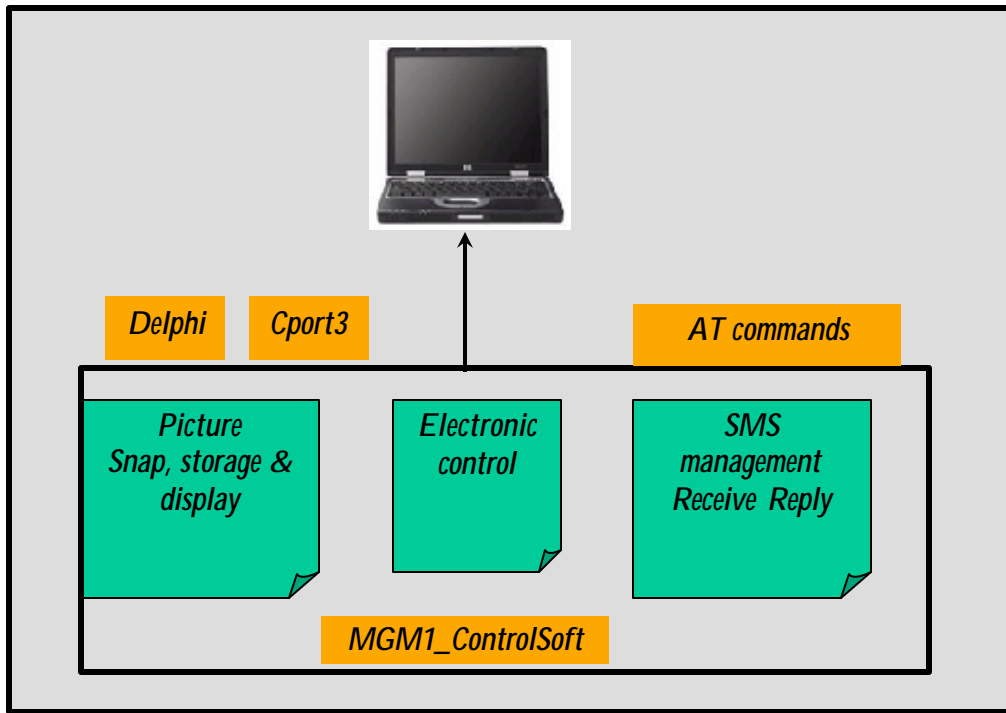 Delphi
Cport3
AT commands
Picture
Snap, storage &
display
Electronic
control
SMS
management
Receive Reply
MGM1_ControlSoft